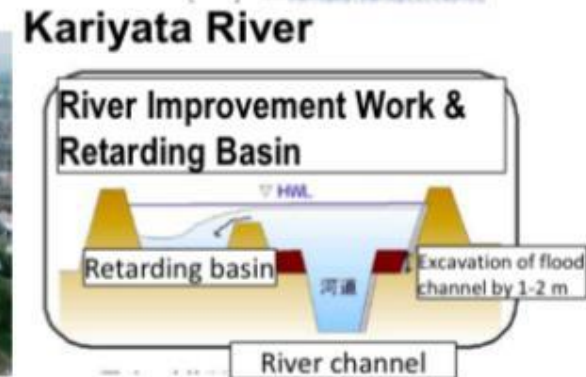 Kariyata River
River Improvement Work &
Retarding Basin
▽ HWL
Retarding basin
Excavation of flood
channel by 1-2 m
河道
River channel